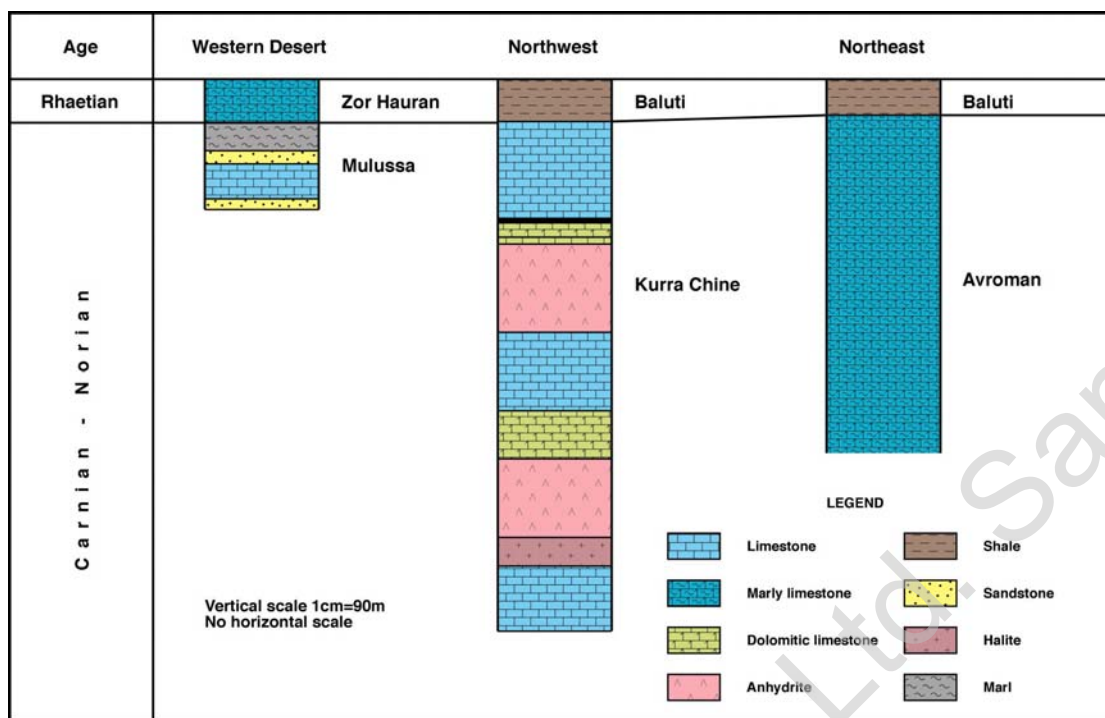 Age Western Desert Northwest Northeast
Rhaetian Zor Hauran Baluti Baluti
Mulussa
Kurra Chine Avroman
Carnian - Norian
LEGEND
Limestone Shale
Marly limestone Sandstone
Vertical scale 1cm=90m
No horizontal scale
Dolomitic limestone Halite
Anhydrite Marl
Ltd.